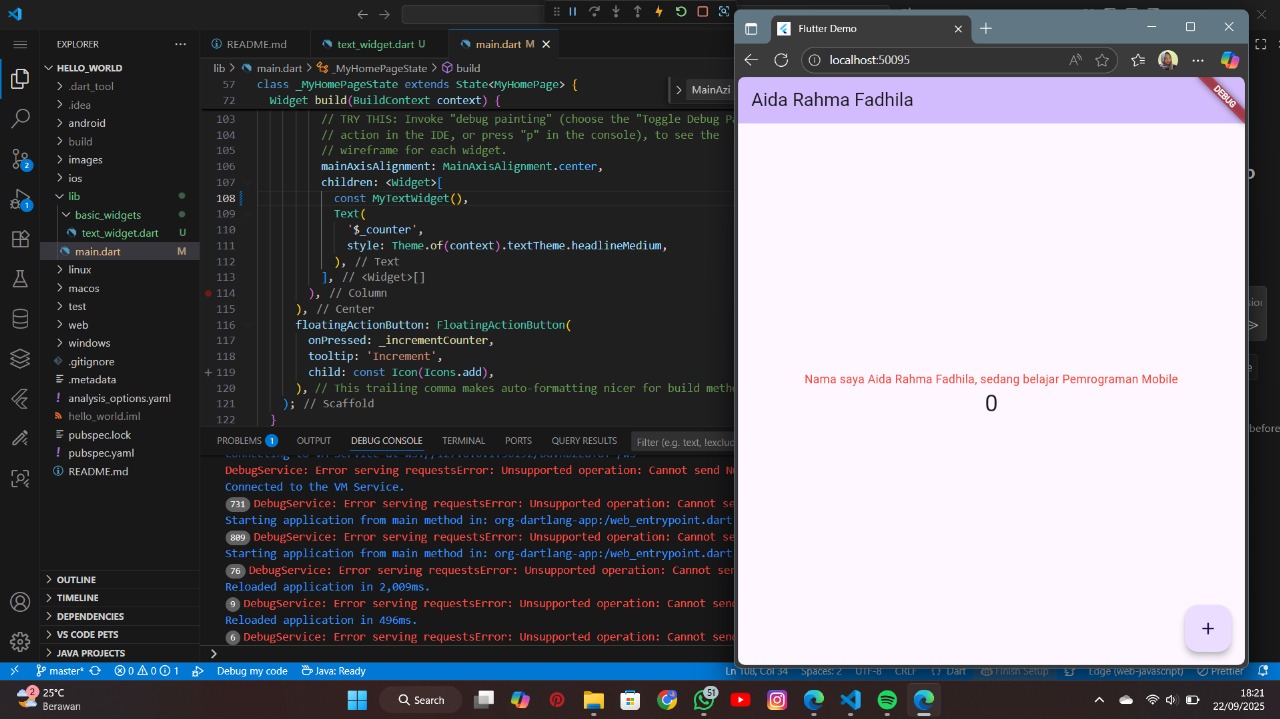 EXPLORER
HELLO_WORLD
.dart_tool
.idea
android
build
images
ios
lib
basic_widgets
text_widget.dart U
main.dart M
linux
macos
test
web
windows
.gitignore
.metadata
analysis_options.yaml
hello_world.iml
pubspec.lock
pubspec.yaml
README.md
OUTLINE
TIMELINE
DEPENDENCIES
VS CODE PETS
JAVA PROJECTS
2
1
README.md
text_widget.dart U
main.dart M
lib > main.dart > _MyHomePageState > build
MainAxi
57 class _MyHomePageState extends State<MyHomePage> {
72 Widget build(BuildContext context) {
103 // TRY THIS: Invoke "debug painting" (choose the "Toggle Debug Pa
104 // action in the IDE, or press "p" in the console), to see the
105 // wireframe for each widget.
106 mainAxisAlignment: MainAxisAlignment.center,
107 children: <Widget>[
108 const MyTextWidget(),
109 Text(
110 '$_counter',
111 style: Theme.of(context).textTheme.headlineMedium,
112 ), // Text
113 ], // <Widget>[]
114 ), // Column
115 ), // Center
116 floatingActionButton: FloatingActionButton(
117 onPressed: _incrementCounter,
118 tooltip: 'Increment',
119 child: const Icon(Icons.add),
120 ), // This trailing comma makes auto-formatting nicer for build metho
121 ); // Scaffold
122 }
PROBLEMS 1 OUTPUT DEBUG CONSOLE TERMINAL PORTS QUERY RESULTS
Filter (e.g. text, !exclud
DebugService: Error serving requestsError: Unsupported operation: Cannot send Nu
Connected to the VM Service.
731 DebugService: Error serving requestsError: Unsupported operation: Cannot se
Starting application from main method in: org-dartlang-app:/web_entrypoint.dart
809 DebugService: Error serving requestsError: Unsupported operation: Cannot se
Starting application from main method in: org-dartlang-app:/web_entrypoint.dart
76 DebugService: Error serving requestsError: Unsupported operation: Cannot sen
Reloaded application in 2,009ms.
9 DebugService: Error serving requestsError: Unsupported operation: Cannot send
Reloaded application in 496ms.
6 DebugService: Error serving requestsError: Unsupported operation: Cannot send
Flutter Demo
localhost:50095
Aida Rahma Fadhila
DEBUG
Nama saya Aida Rahma Fadhila, sedang belajar Pemrograman Mobile
0
+
before
master* 0 0 1 Debug my code Java: Ready
Ln 108, Col 34 Spaces: 2 UTF-8 CRLF {} Dart Finish Setup Edge (web-javascript) Prettier
2
25°C
Berawan
Search
51
18:21
22/09/2025